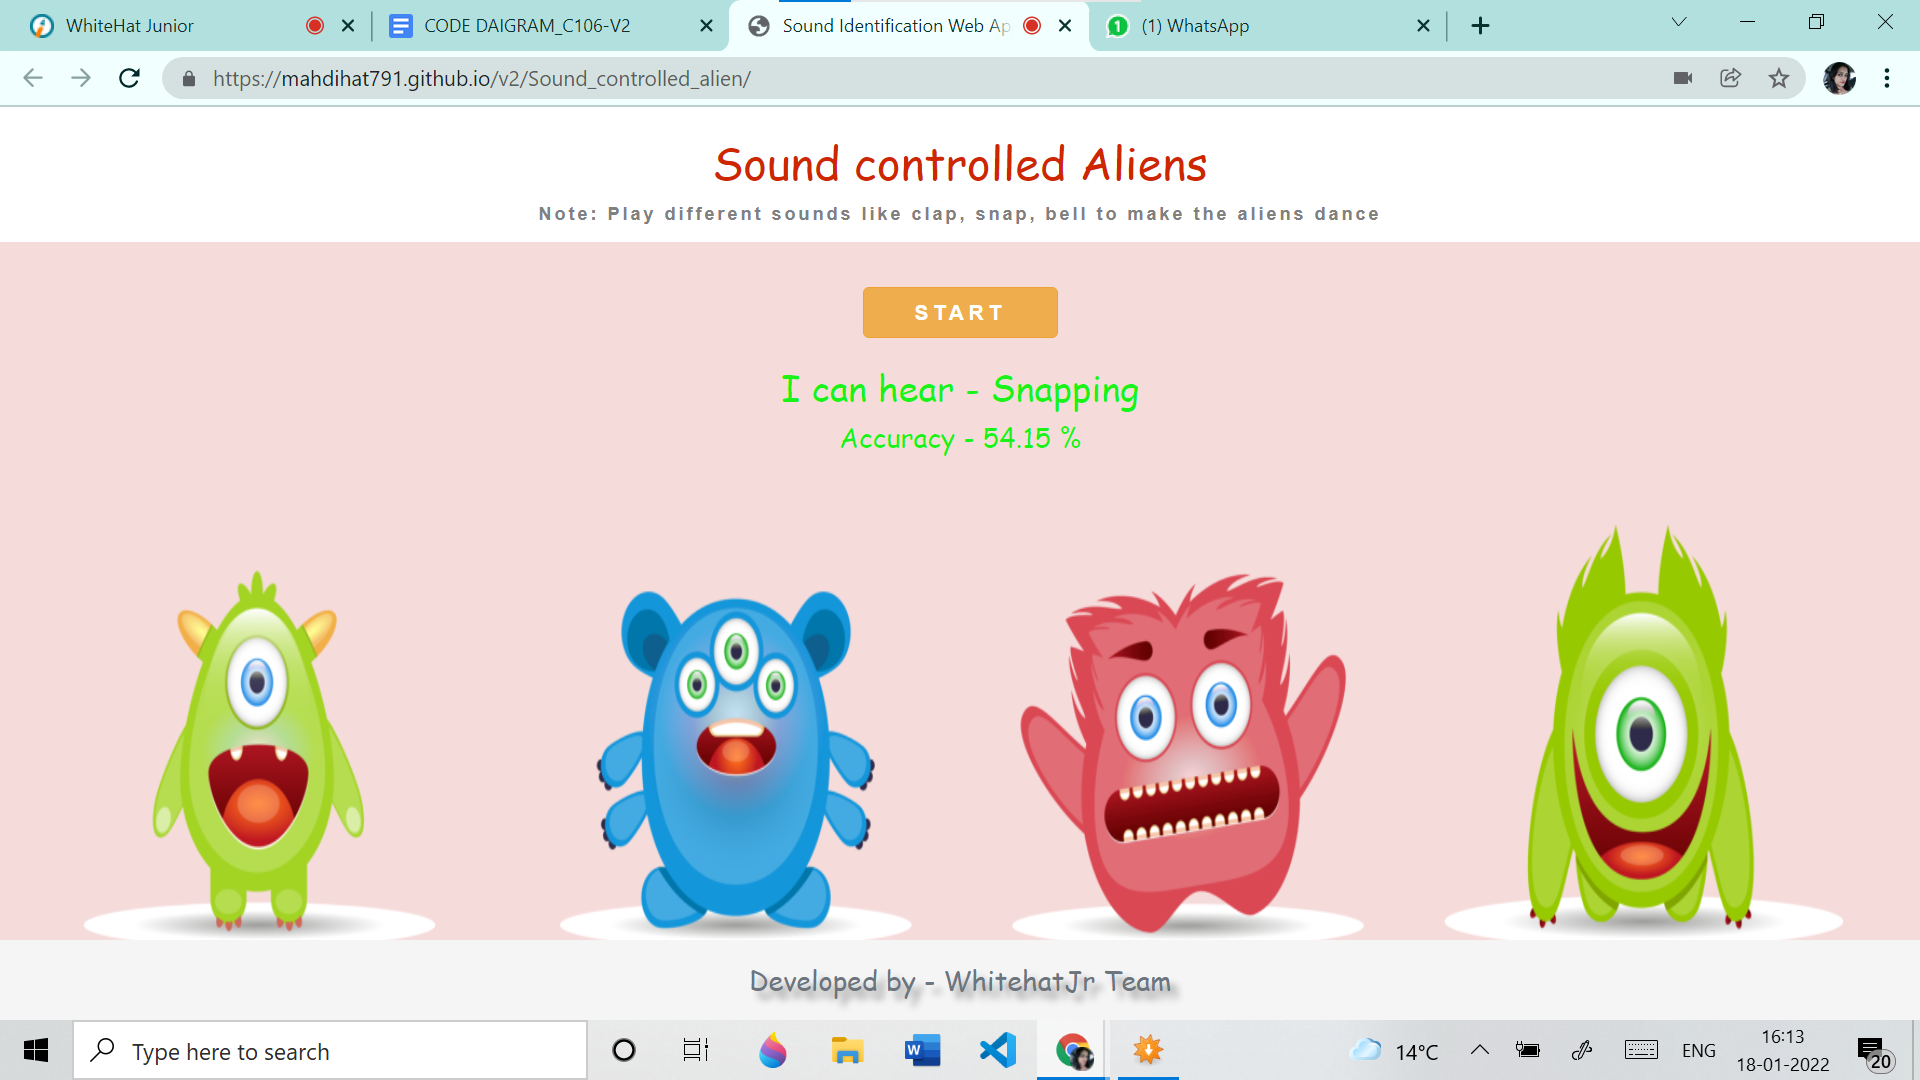 WhiteHat Junior
CODE DAIGRAM_C106-V2
Sound Identification Web Ap
(1) WhatsApp
https://mahdihat791.github.io/v2/Sound_controlled_alien/
Sound controlled Aliens
Note: Play different sounds like clap, snap, bell to make the aliens dance
START
I can hear - Snapping
Accuracy - 54.15 %
Developed by - WhitehatJr Team
Type here to search
W
14°C
ENG
16:13
18-01-2022
20